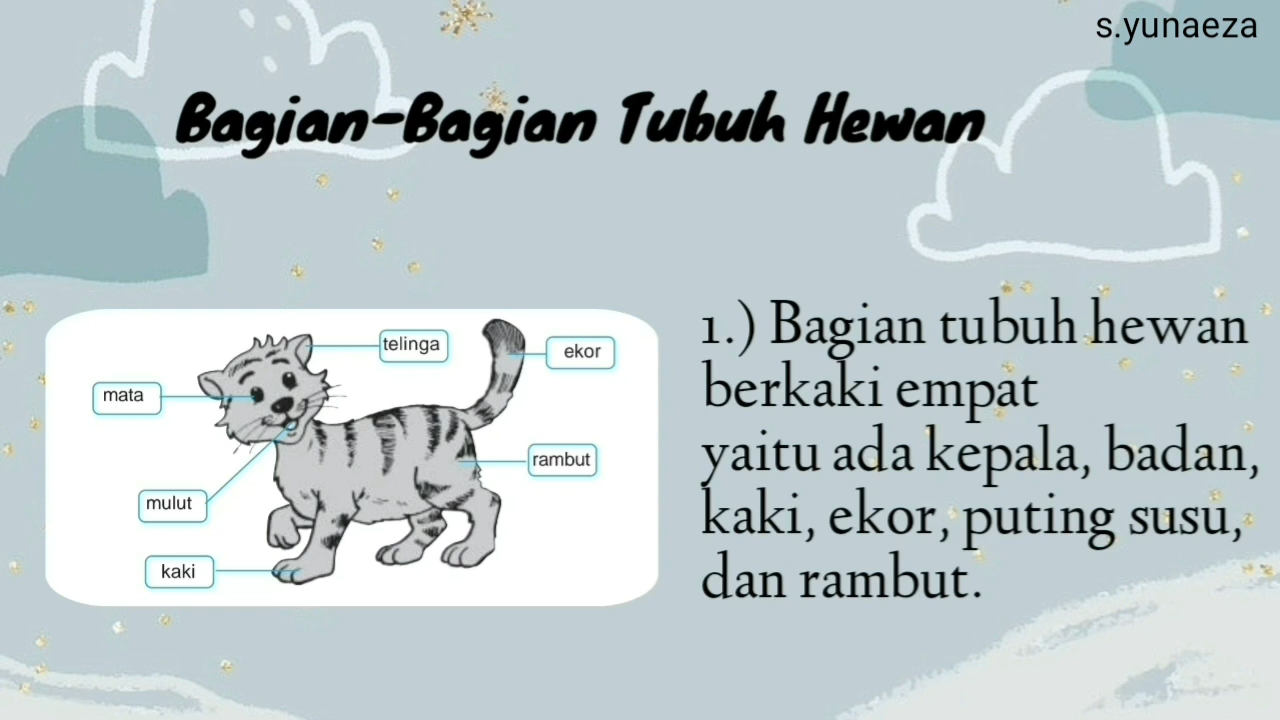 s.yunaeza
Bagian-Bagian Tubuh Hewan
telinga
ekor
mata
rambut
mulut
kaki
1.) Bagian tubuh hewan
berkaki empat
yaitu ada kepala, badan,
kaki, ekor, puting susu,
dan rambut.